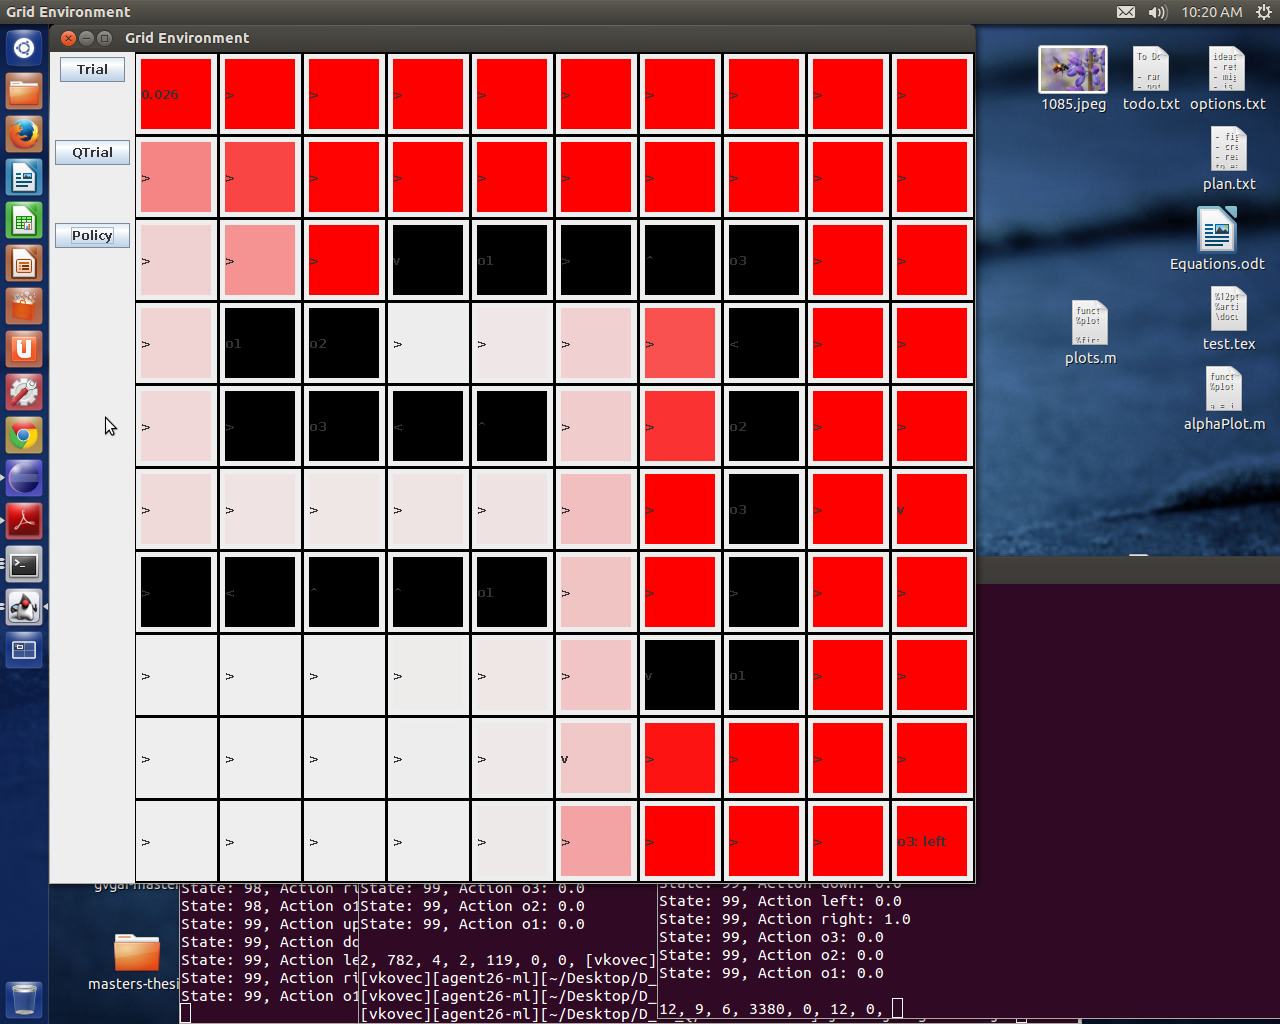 Grid Environment
10:20 AM
Grid Environment
Trial
QTrial
Policy
0.026 > > > > > > > > >
> > > > > > > > > >
> > > v o1 > ^ o3 > >
> o1 o2 > > > > < > >
> > o3 < ^ > > o2 > >
> > > > > > > o3 > v
> < ^ ^ o1 > > > > >
> > > > > > v o1 > >
> > > > > v > > > >
> > > > > > > > > o3: left
1085.jpeg
todo.txt
options.txt
plan.txt
Equations.odt
plots.m
test.tex
alphaPlot.m
masters-thesi
State: 98, Action ri
State: 98, Action o1
State: 99, Action up
State: 99, Action do
State: 99, Action le
State: 99, Action ri
State: 99, Action o1
State: 99, Action o3: 0.0
State: 99, Action o2: 0.0
State: 99, Action o1: 0.0
2, 782, 4, 2, 119, 0, 0, [vkovec]
[vkovec][agent26-ml][~/Desktop/D_
[vkovec][agent26-ml][~/Desktop/D_
[vkovec][agent26-ml][~/Desktop/D_
State: 99, Action down: 0.0
State: 99, Action left: 0.0
State: 99, Action right: 1.0
State: 99, Action o3: 0.0
State: 99, Action o2: 0.0
State: 99, Action o1: 0.0
12, 9, 6, 3380, 0, 12, 0,